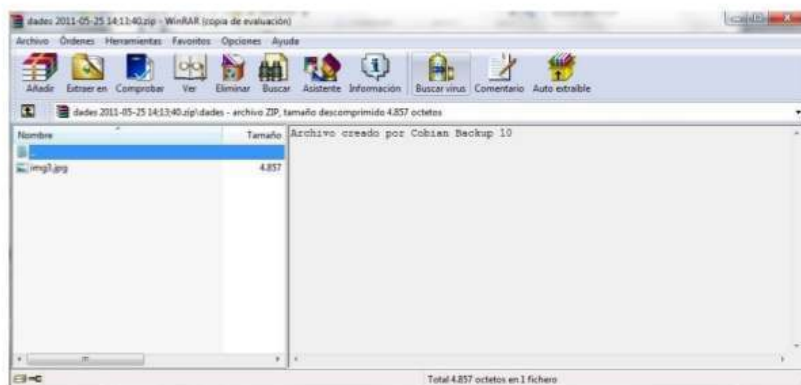 dades 2011-05-25 14:13:40.zip - WinRAR (copia de evaluación)
Archivo Órdenes Herramientas Favoritos Opciones Ayuda
Añadir Extraer en Comprobar Ver Eliminar Buscar Asistente Información Buscar virus Comentario Auto extraíble
dades 2011-05-25 14:13:40.zip\dades - archivo ZIP, tamaño descomprimido 4.857 octetos
Nombre Tamaño Archivo creado por Cobian Backup 10
..
img3.jpg 4.857
Total 4.857 octetos en 1 fichero